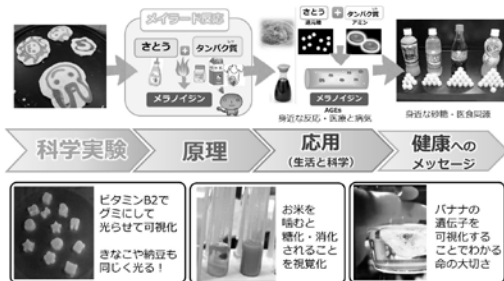 メイラード反応
さとう
タンパク質
メラノイジン
さとう
還元糖
タンパク質
アミン
メラノイジン
AGEs
身近な反応・医療と病気
身近な砂糖・医食同源
科学実験
原理
応用
(生活と科学)
健康への
メッセージ
ビタミンB2で
グミにして
光らせて可視化
きなこや納豆も
同じく光る!
お米を
噛むと
糖化・消化
されること
を視覚化
バナナの
遺伝子を
可視化する
ことでわかる
命の大切さ